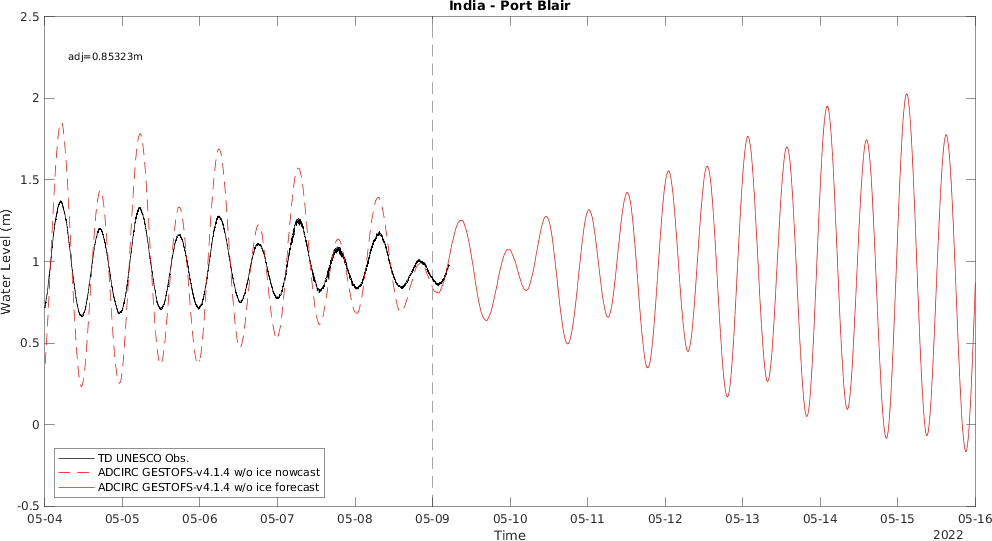 India - Port Blair
adj=0.85323m
Water Level (m)
2.5
2
1.5
1
0.5
0
-0.5
TD UNESCO Obs.
ADCIRC GESTOFS-v4.1.4 w/o ice nowcast
ADCIRC GESTOFS-v4.1.4 w/o ice forecast
05-04 05-05 05-06 05-07 05-08 05-09 05-10 05-11 05-12 05-13 05-14 05-15 05-16
Time
2022